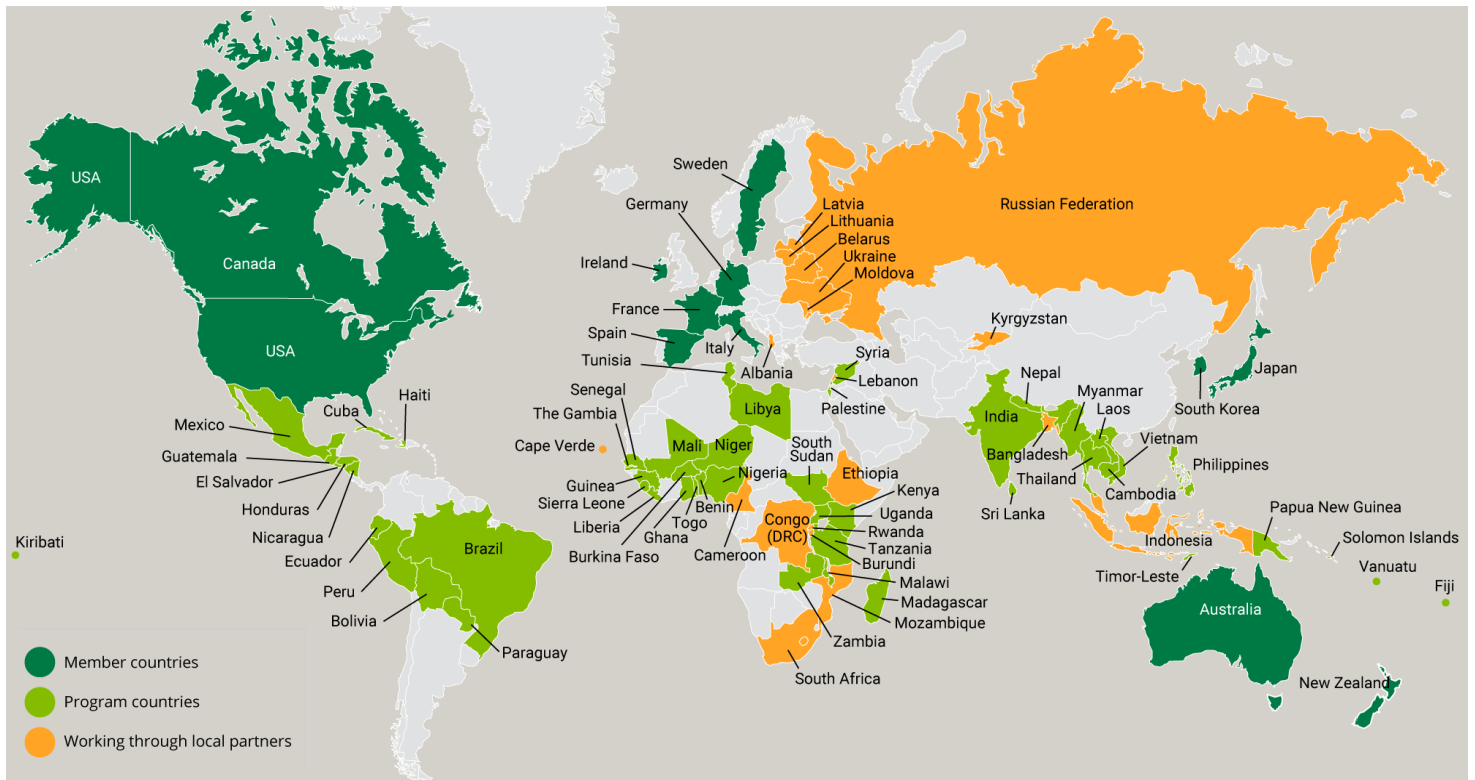 USA
Canada
USA
Mexico
Cuba
Haiti
Guatemala
El Salvador
Honduras
Nicaragua
Ecuador
Peru
Bolivia
Brazil
Paraguay
Kiribati
Sweden
Germany
Ireland
France
Spain
Italy
Albania
Latvia
Lithuania
Belarus
Ukraine
Moldova
Russian Federation
Kyrgyzstan
Tunisia
Senegal
The Gambia
Cape Verde
Guinea
Sierra Leone
Liberia
Burkina Faso
Ghana
Togo
Benin
Cameroon
Nigeria
Mali
Niger
Libya
Syria
Lebanon
Palestine
South
Sudan
Ethiopia
Kenya
Uganda
Rwanda
Tanzania
Burundi
Congo
(DRC)
Malawi
Madagascar
Mozambique
Zambia
South Africa
Nepal
India
Myanmar
Laos
Bangladesh
Thailand
Vietnam
Cambodia
Sri Lanka
Philippines
South Korea
Japan
Indonesia
Timor-Leste
Papua New Guinea
Solomon Islands
Vanuatu
Fiji
Australia
New Zealand
Member countries
Program countries
Working through local partners